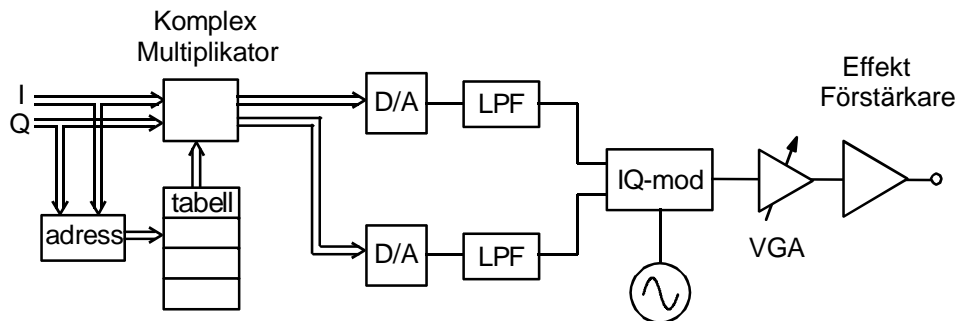 Komplex
Multiplikator
I
Q
D/A
LPF
Effekt
Förstärkare
IQ-mod
tabell
adress
D/A
LPF
VGA